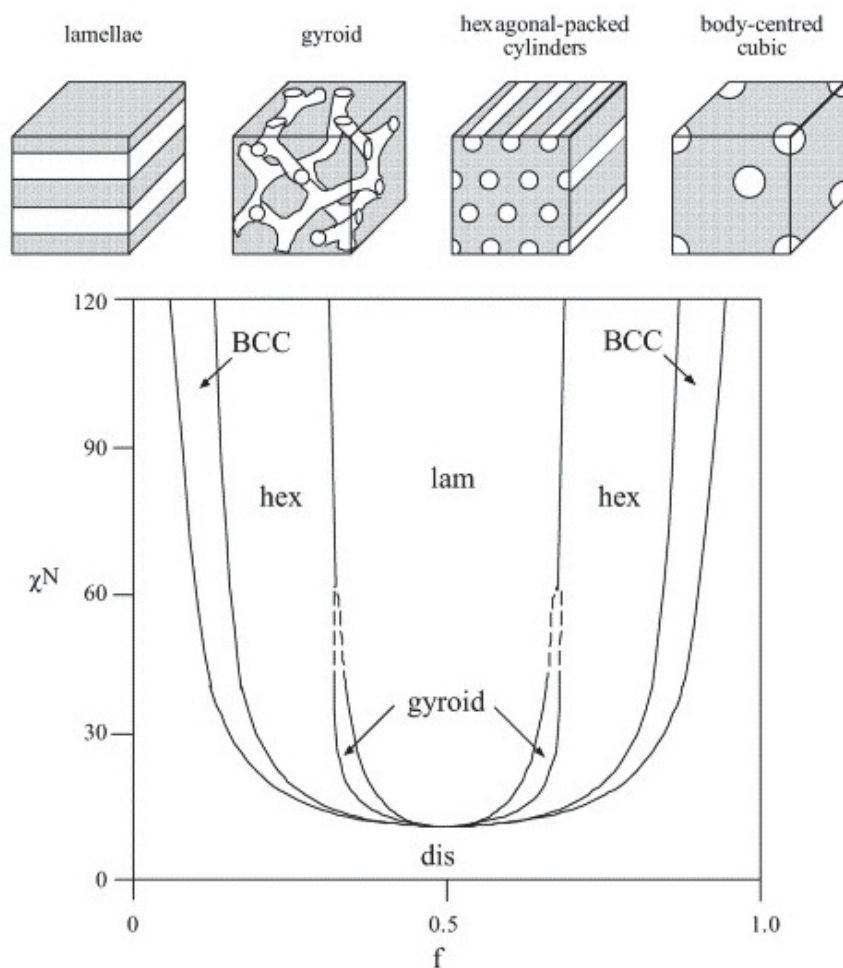 lamellae
gyroid
hexagonal-packed
cylinders
body-centred
cubic
120
BCC
BCC
90
hex
lam
hex
χN
60
gyroid
30
dis
0
0
0.5
1.0
f